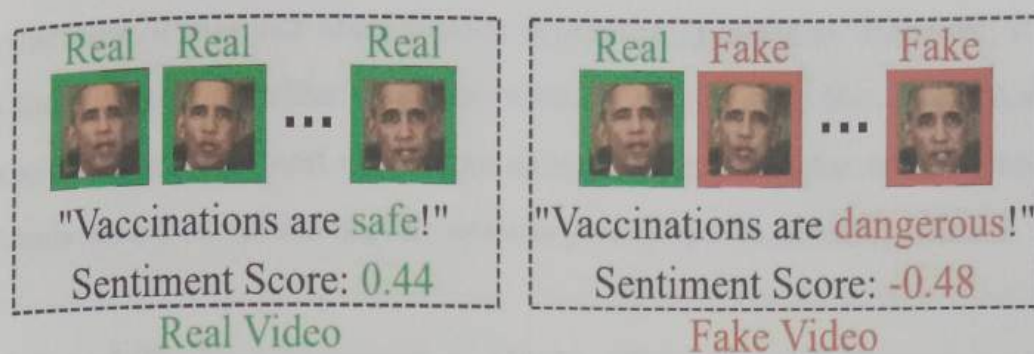 Real Real Real
... 
"Vaccinations are safe!"
Sentiment Score: 0.44
Real Video
Real Fake Fake
...
"Vaccinations are dangerous!"
Sentiment Score: -0.48
Fake Video